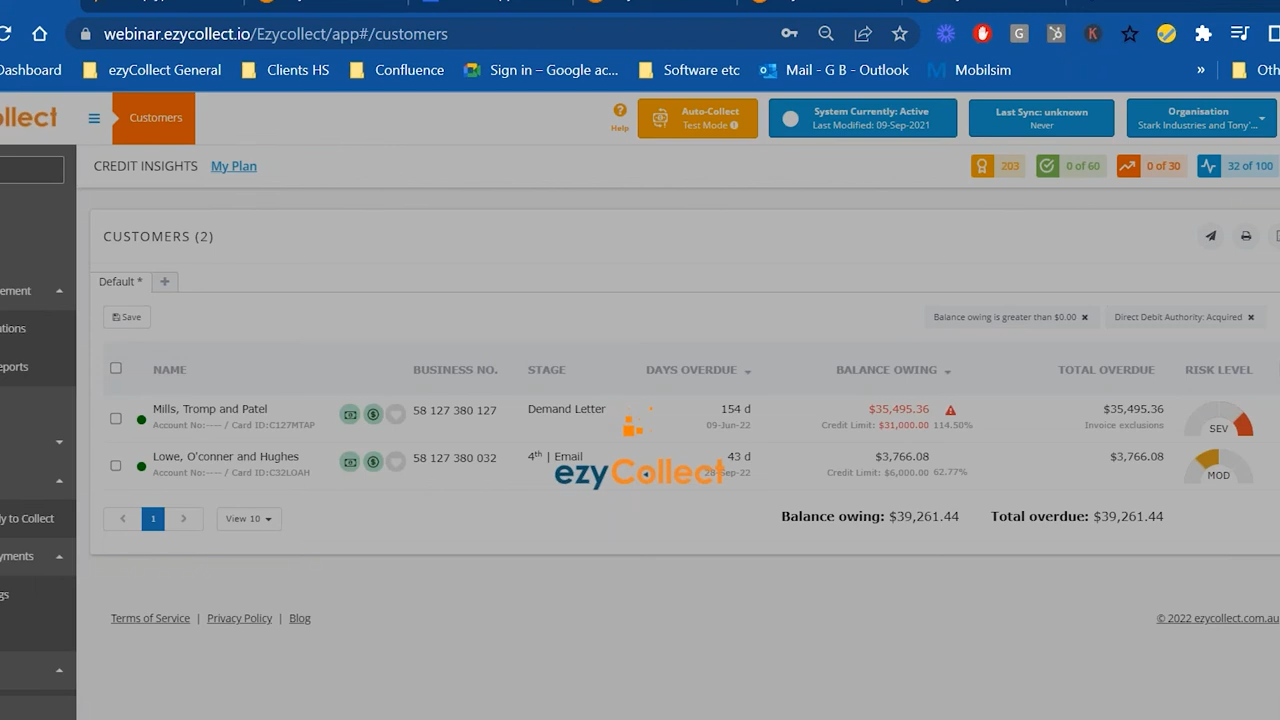 webinar.ezycollect.io/Ezycollect/app#/customers
Dashboard ezyCollect General Clients HS Confluence Sign in – Google ac... Software etc Mail - G B - Outlook Mobilsim » Oth
ollect
Customers
Help
Auto-Collect
Test Mode
System Currently: Active
Last Modified: 09-Sep-2021
Last Sync: unknown
Never
Organisation
Stark Industries and Tony'...
CREDIT INSIGHTS My Plan
203 0 of 60 0 of 30 32 of 100
CUSTOMERS (2)
Default * +
Save
Balance owing is greater than $0.00 × Direct Debit Authority: Acquired ×
NAME BUSINESS NO. STAGE DAYS OVERDUE BALANCE OWING TOTAL OVERDUE RISK LEVEL
Mills, Tromp and Patel 58 127 380 127 Demand Letter 154 d $35,495.36 $35,495.36
Account No:---- / Card ID:C127MTAP 09-Jun-22 Credit Limit: $31,000.00 114.50% Invoice exclusions SEV
Lowe, O'conner and Hughes 58 127 380 032 4th | Email 43 d $3,766.08 $3,766.08
Account No:---- / Card ID:C32LOAH 28-Sep-22 Credit Limit: $6,000.00 62.77% MOD
ezyCollect
1 View 10 Balance owing: $39,261.44 Total overdue: $39,261.44
Terms of Service | Privacy Policy | Blog
© 2022 ezycollect.com.au
ement
tions
eports
y to Collect
yments
gs